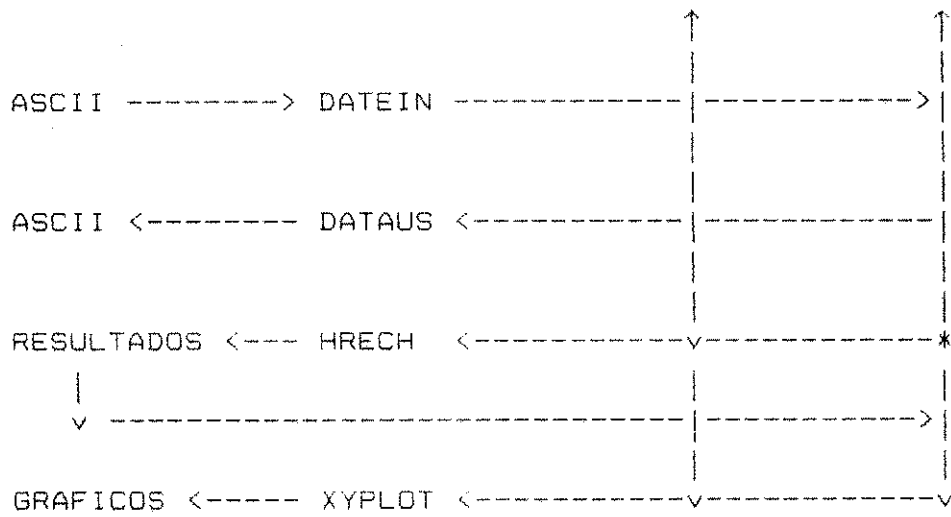 ASCII DATEIN
ASCII DATAUS
RESULTADOS HRECH
GRAFICOS XYPLOT